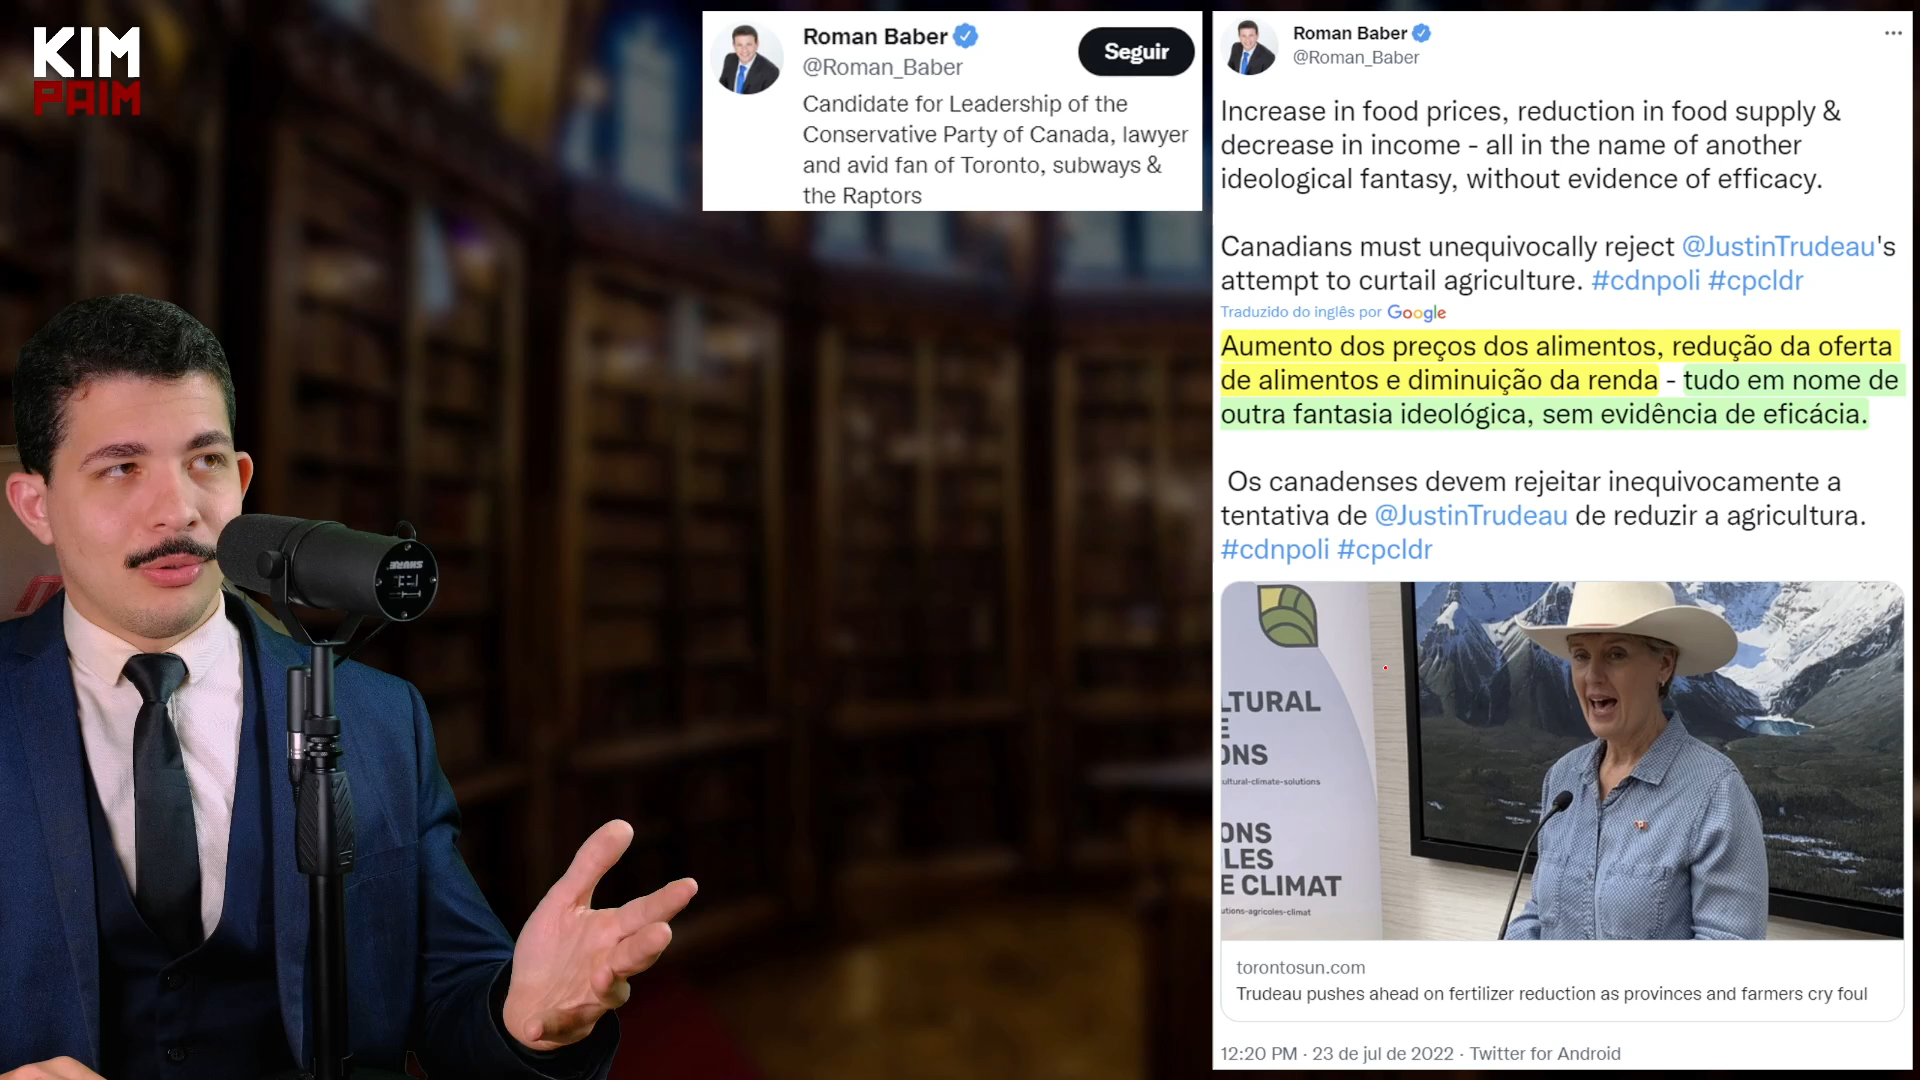 KIM
PAIM
Roman Baber
@Roman_Baber
Seguir
Candidate for Leadership of the
Conservative Party of Canada, lawyer
and avid fan of Toronto, subways &
the Raptors
Roman Baber
@Roman_Baber
Increase in food prices, reduction in food supply &
decrease in income - all in the name of another
ideological fantasy, without evidence of efficacy.
Canadians must unequivocally reject @JustinTrudeau's
attempt to curtail agriculture. #cdnpoli #cpcldr
Traduzido do inglês por Google
Aumento dos preços dos alimentos, redução da oferta
de alimentos e diminuição da renda - tudo em nome de
outra fantasia ideológica, sem evidência de eficácia.
Os canadenses devem rejeitar inequivocamente a
tentativa de @JustinTrudeau de reduzir a agricultura.
#cdnpoli #cpcldr
LTURAL
E
ONS
ultural-climate-solutions
ONS
LES
E CLIMAT
utions-agricoles-climat
torontosun.com
Trudeau pushes ahead on fertilizer reduction as provinces and farmers cry foul
12:20 PM · 23 de jul de 2022 · Twitter for Android
SHURE